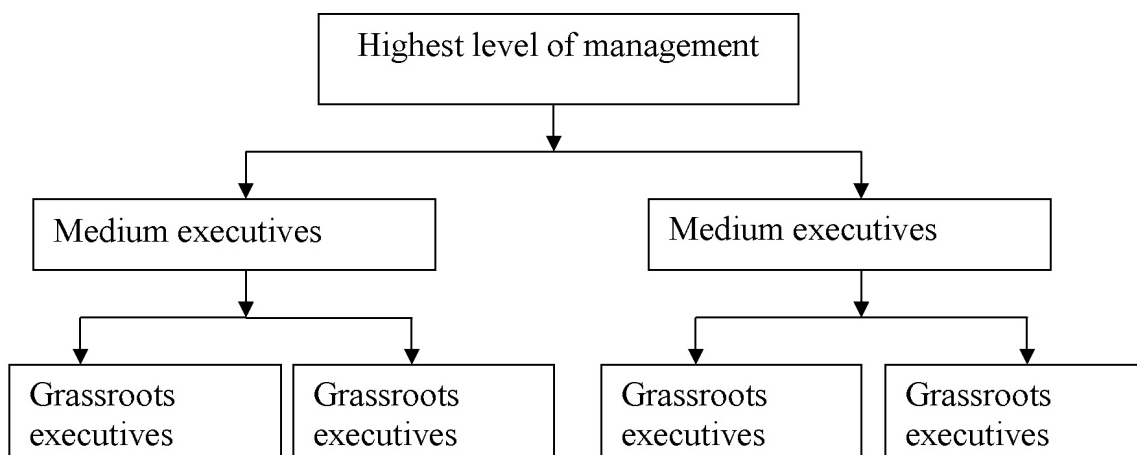 Highest level of management
Medium executives
Medium executives
Grassroots
executives
Grassroots
executives
Grassroots
executives
Grassroots
executives